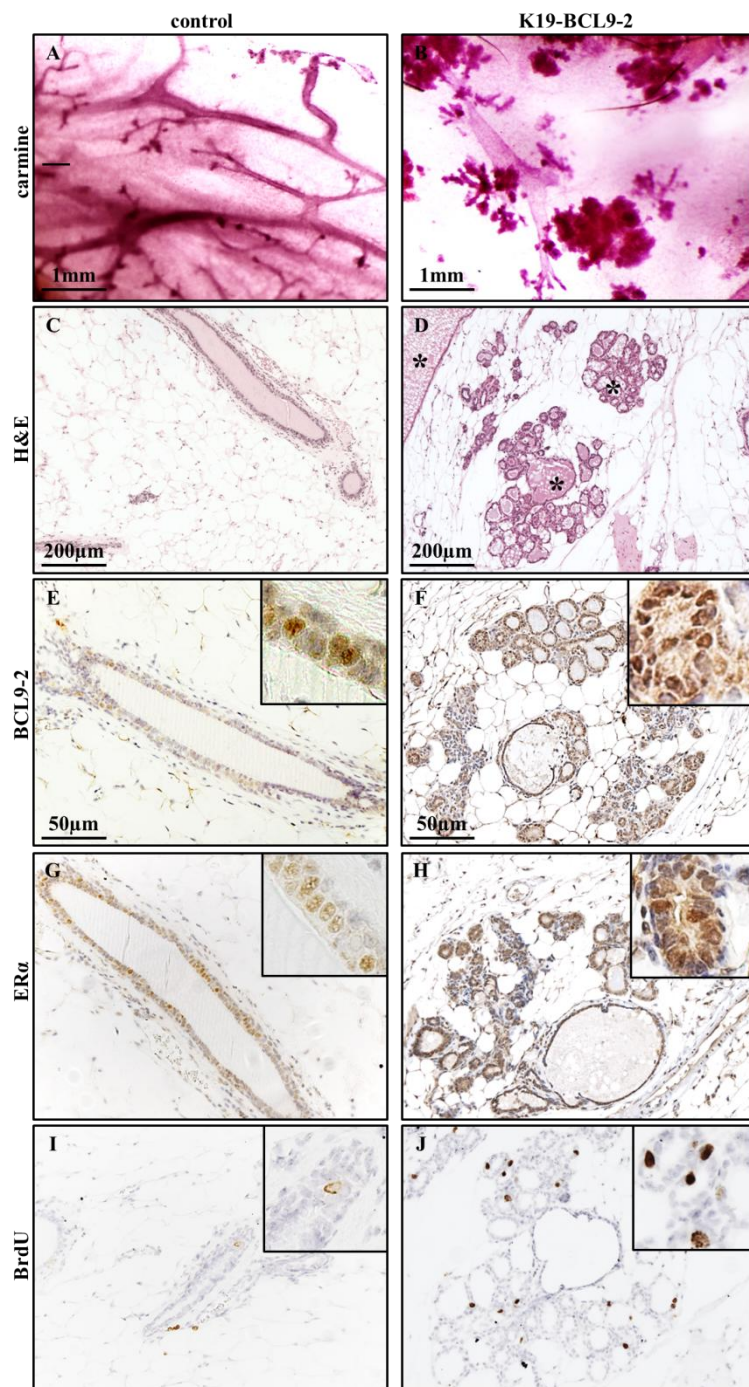 control K19-BCL9-2
carmine
A B
1mm 1mm
H&E
C D
* * *
200µm 200µm
BCL9-2
E F
50µm 50µm
ERα
G H
BrdU
I J